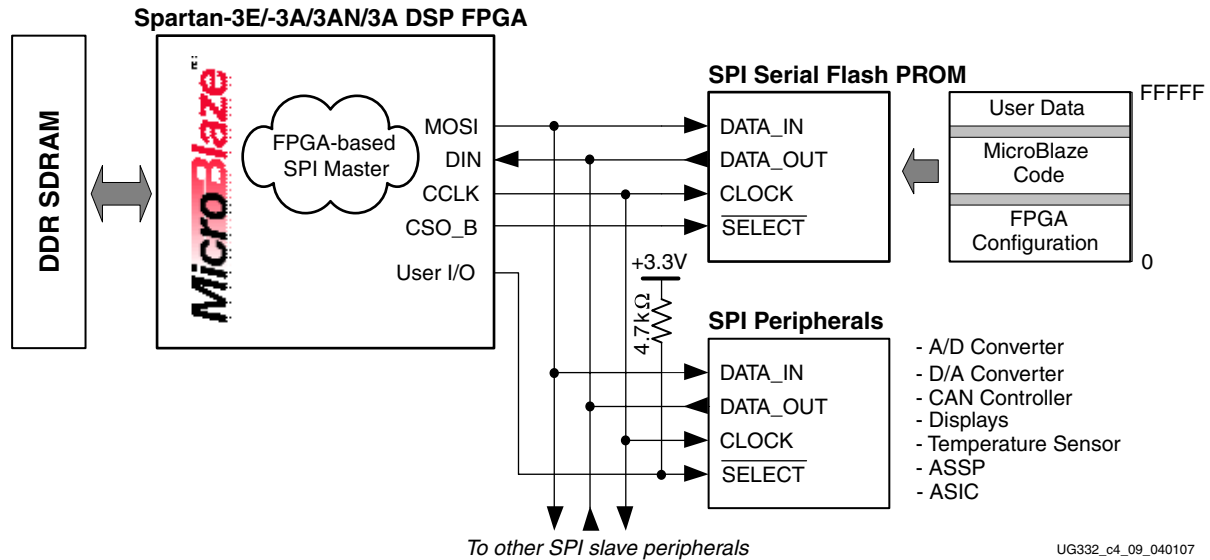 Spartan-3E/-3A/3AN/3A DSP FPGA
DDR SDRAM
MicroBlaze
FPGA-based
SPI Master
MOSI
DIN
CCLK
CSO_B
User I/O
SPI Serial Flash PROM
DATA_IN
DATA_OUT
CLOCK
SELECT
FFFFF
User Data
MicroBlaze
Code
FPGA
Configuration
0
+3.3V
4.7kΩ
SPI Peripherals
DATA_IN
DATA_OUT
CLOCK
SELECT
- A/D Converter
- D/A Converter
- CAN Controller
- Displays
- Temperature Sensor
- ASSP
- ASIC
To other SPI slave peripherals
UG332_c4_09_040107